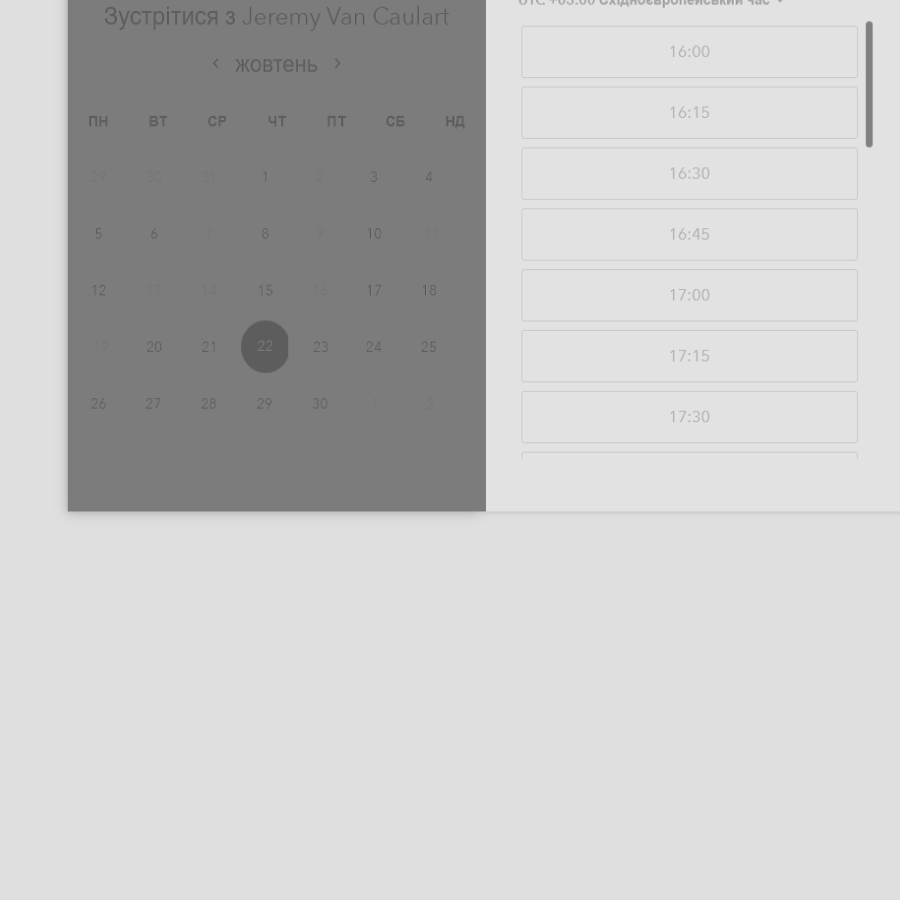 Зустрітися з Jeremy Van Caulart
‹ жовтень ›
ПН ВТ СР ЧТ ПТ СБ НД
29 30 31 1 2 3 4
5 6 7 8 9 10 11
12 13 14 15 16 17 18
19 20 21 22 23 24 25
26 27 28 29 30 1 2
UTC +03:00 Східноєвропейський час
16:00
16:15
16:30
16:45
17:00
17:15
17:30